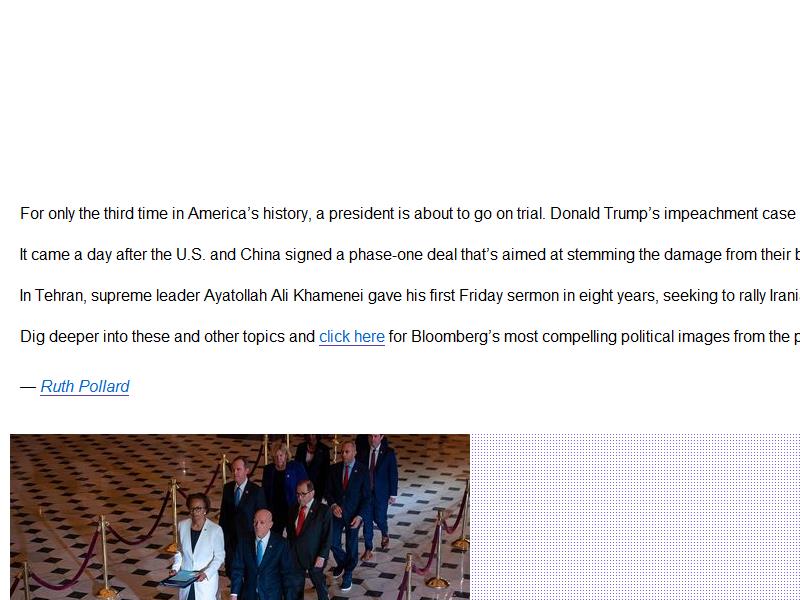 For only the third time in America’s history, a president is about to go on trial. Donald Trump’s impeachment case
It came a day after the U.S. and China signed a phase-one deal that’s aimed at stemming the damage from their
In Tehran, supreme leader Ayatollah Ali Khamenei gave his first Friday sermon in eight years, seeking to rally
Dig deeper into these and other topics and click here for Bloomberg’s most compelling political images from the
— Ruth Pollard